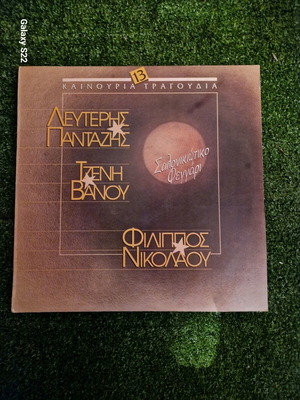 13
ΚΑΙΝΟΥΡΙΑ ΤΡΑΓΟΥΔΙΑ
ΛΕΥΤΕΡΗΣ
ΠΑΝΤΑΖΗΣ
Σαλονικιώτικο
Φεγγάρι
ΤΖΕΝΗ
ΒΑΝΟΥ
ΦΙΛΙΠΠΟΣ
ΝΙΚΟΛΑΟΥ
Galaxy S22